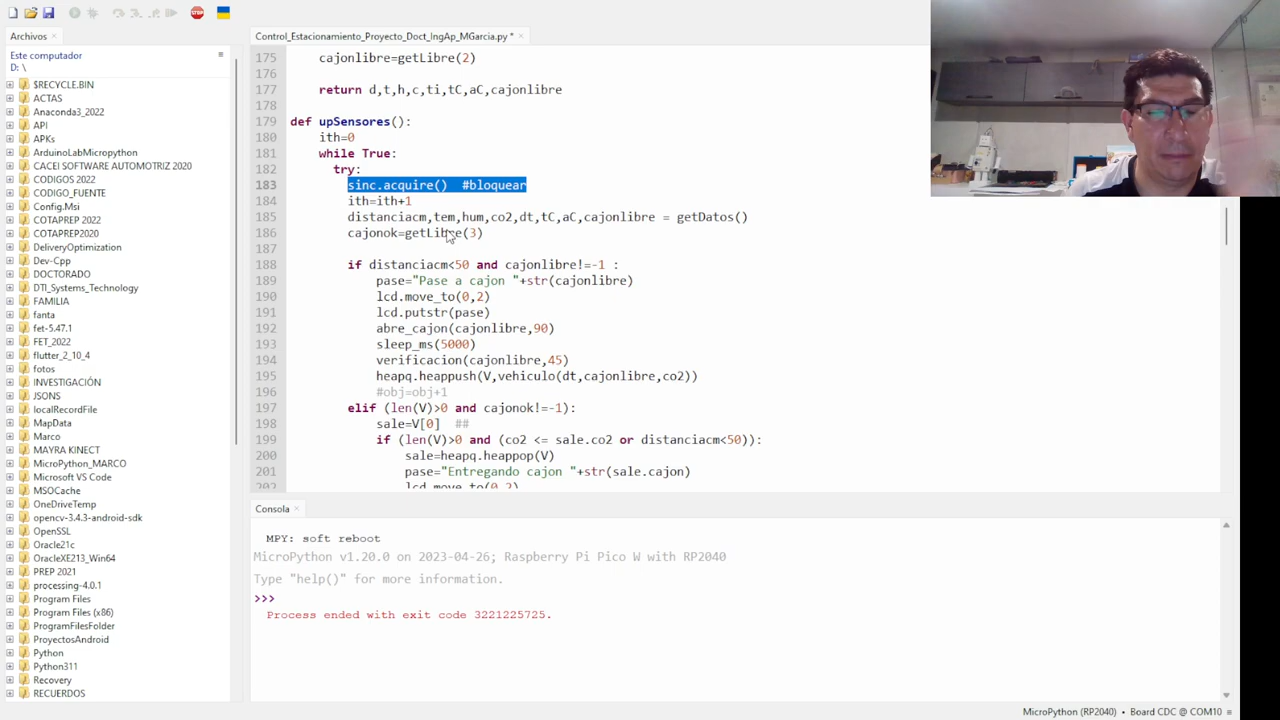 STOP
Archivos
Este computador
D: \
$RECYCLE.BIN
ACTAS
Anaconda3_2022
API
APKs
ArduinoLabMicropython
CACEI SOFTWARE AUTOMOTRIZ 2020
CODIGOS 2022
CODIGO_FUENTE
Config.Msi
COTAPREP 2022
COTAPREP2020
DeliveryOptimization
Dev-Cpp
DOCTORADO
DTI_Systems_Technology
FAMILIA
fanta
fet-5.47.1
FET_2022
flutter_2_10_4
fotos
INVESTIGACIÓN
JSONS
localRecordFile
MapData
Marco
MAYRA KINECT
MicroPython_MARCO
Microsoft VS Code
MSOCache
OneDriveTemp
opencv-3.4.3-android-sdk
OpenSSL
Oracle21c
OracleXE213_Win64
PREP 2021
processing-4.0.1
Program Files
Program Files (x86)
ProgramFilesFolder
ProyectosAndroid
Python
Python311
Recovery
RECUERDOS
Control_Estacionamiento_Proyecto_Doct_IngAp_MGarcia.py *
175 cajonlibre=getLibre(2)
176
177 return d,t,h,c,ti,tC,aC,cajonlibre
178
179 def upSensores():
180 ith=0
181 while True:
182 try:
183 sinc.acquire() #bloquear
184 ith=ith+1
185 distanciacm,tem,hum,co2,dt,tC,aC,cajonlibre = getDatos()
186 cajonok=getLibre(3)
187
188 if distanciacm<50 and cajonlibre!=-1 :
189 pase="Pase a cajon "+str(cajonlibre)
190 lcd.move_to(0,2)
191 lcd.putstr(pase)
192 abre_cajon(cajonlibre,90)
193 sleep_ms(5000)
194 verificacion(cajonlibre,45)
195 heapq.heappush(V,vehiculo(dt,cajonlibre,co2))
196 #obj=obj+1
197 elif (len(V)>0 and cajonok!=-1):
198 sale=V[0] ##
199 if (len(V)>0 and (co2 <= sale.co2 or distanciacm<50)):
200 sale=heapq.heappop(V)
201 pase="Entregando cajon "+str(sale.cajon)
202 lcd.move_to(0,2)
Consola
MPY: soft reboot
MicroPython v1.20.0 on 2023-04-26; Raspberry Pi Pico W with RP2040
Type "help()" for more information.
>>>
Process ended with exit code 3221225725.
MicroPython (RP2040) • Board CDC @ COM10 ≡